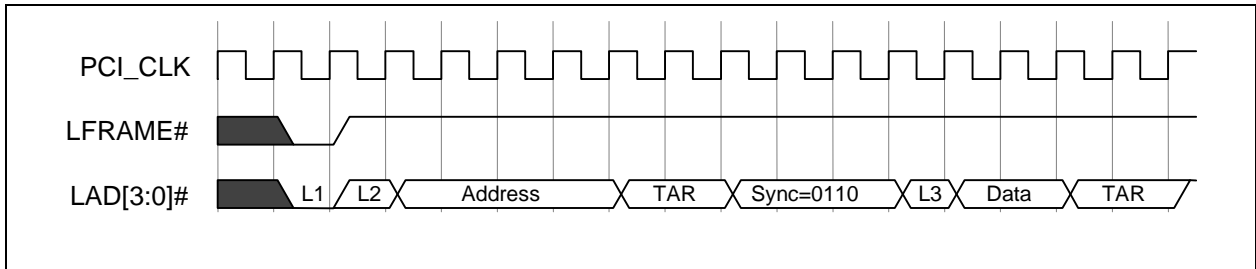 PCI_CLK
LFRAME#
LAD[3:0]# L1 L2 Address TAR Sync=0110 L3 Data TAR